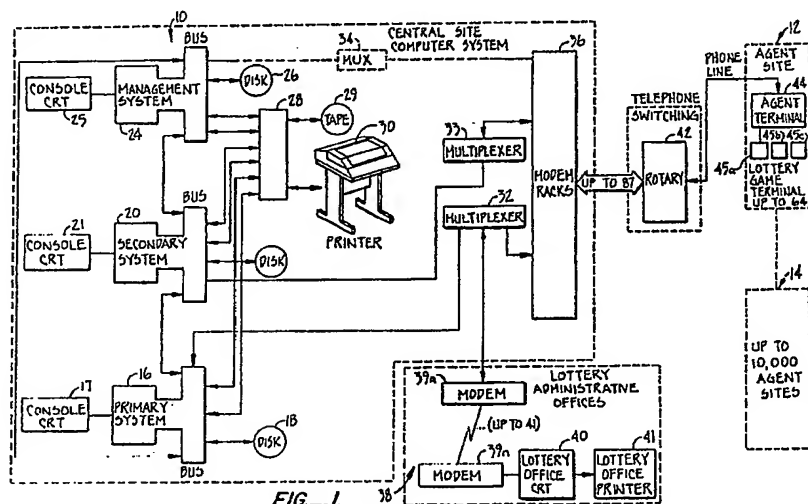 10
BUS
CENTRAL SITE
COMPUTER SYSTEM
34
MUX
36
CONSOLE
CRT
25
MANAGEMENT
SYSTEM
24
DISK
26
28
29
TAPE
30
PRINTER
33
MULTIPLEXER
32
MULTIPLEXER
MODEM
RACKS
UP TO 87
TELEPHONE
SWITCHING
42
ROTARY
PHONE
LINE
12
AGENT
SITE
44
AGENT
TERMINAL
45b
45c
45a
LOTTERY
GAME
TERMINAL
UP TO 64
14
UP TO
10,000
AGENT
SITES
BUS
CONSOLE
CRT
21
20
SECONDARY
SYSTEM
DISK
CONSOLE
CRT
17
16
PRIMARY
SYSTEM
DISK
18
BUS
39a
MODEM
LOTTERY
ADMINISTRATIVE
OFFICES
(UP TO 41)
39n
MODEM
38
40
LOTTERY
OFFICE
CRT
41
LOTTERY
OFFICE
PRINTER
FIG_1